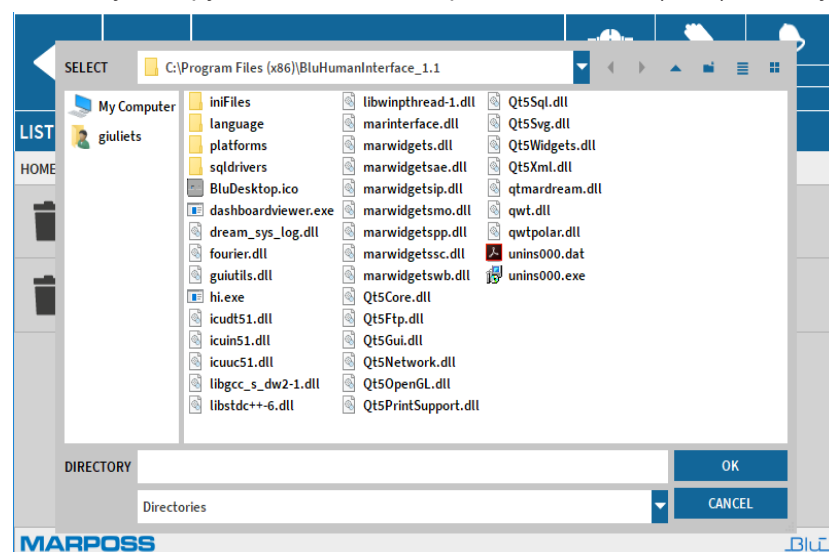 SELECT
C:\Program Files (x86)\BluHumanInterface_1.1
My Computer
giuliets
iniFiles
language
platforms
sqldrivers
BluDesktop.ico
dashboardviewer.exe
dream_sys_log.dll
fourier.dll
guiutils.dll
hi.exe
icudt51.dll
icuin51.dll
icuuc51.dll
libgcc_s_dw2-1.dll
libstdc++-6.dll
libwinpthread-1.dll
marinterface.dll
marwidgets.dll
marwidgetsae.dll
marwidgetsip.dll
marwidgetsmo.dll
marwidgetspp.dll
marwidgetssc.dll
marwidgetswb.dll
Qt5Core.dll
Qt5Ftp.dll
Qt5Gui.dll
Qt5Network.dll
Qt5OpenGL.dll
Qt5PrintSupport.dll
Qt5Sql.dll
Qt5Svg.dll
Qt5Widgets.dll
Qt5Xml.dll
qtmardream.dll
qwt.dll
qwtpolar.dll
unins000.dat
unins000.exe
LIST
HOME
DIRECTORY
OK
Directories
CANCEL
MARPOSS
Blu